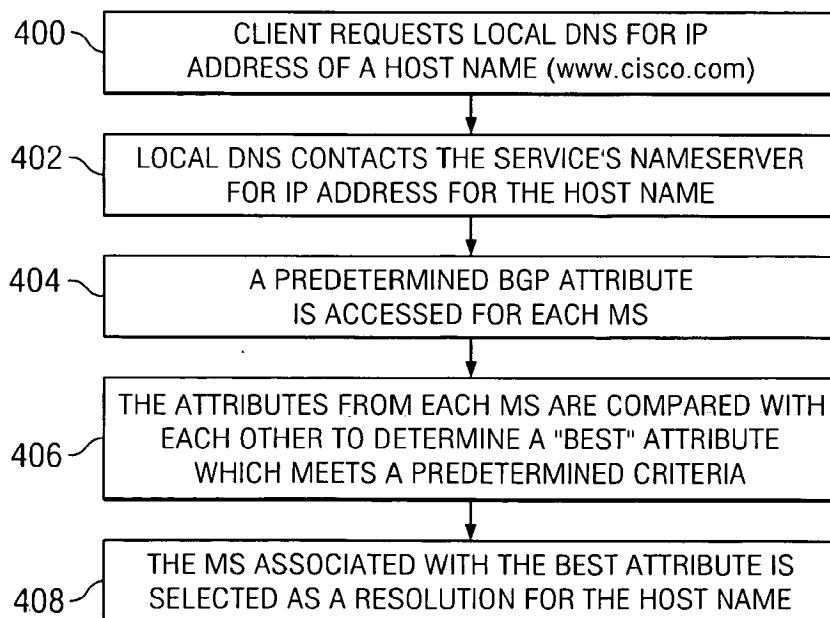 400
CLIENT REQUESTS LOCAL DNS FOR IP
ADDRESS OF A HOST NAME (www.cisco.com)
402
LOCAL DNS CONTACTS THE SERVICE'S NAMESERVER
FOR IP ADDRESS FOR THE HOST NAME
404
A PREDETERMINED BGP ATTRIBUTE
IS ACCESSED FOR EACH MS
406
THE ATTRIBUTES FROM EACH MS ARE COMPARED WITH
EACH OTHER TO DETERMINE A "BEST" ATTRIBUTE
WHICH MEETS A PREDETERMINED CRITERIA
408
THE MS ASSOCIATED WITH THE BEST ATTRIBUTE IS
SELECTED AS A RESOLUTION FOR THE HOST NAME